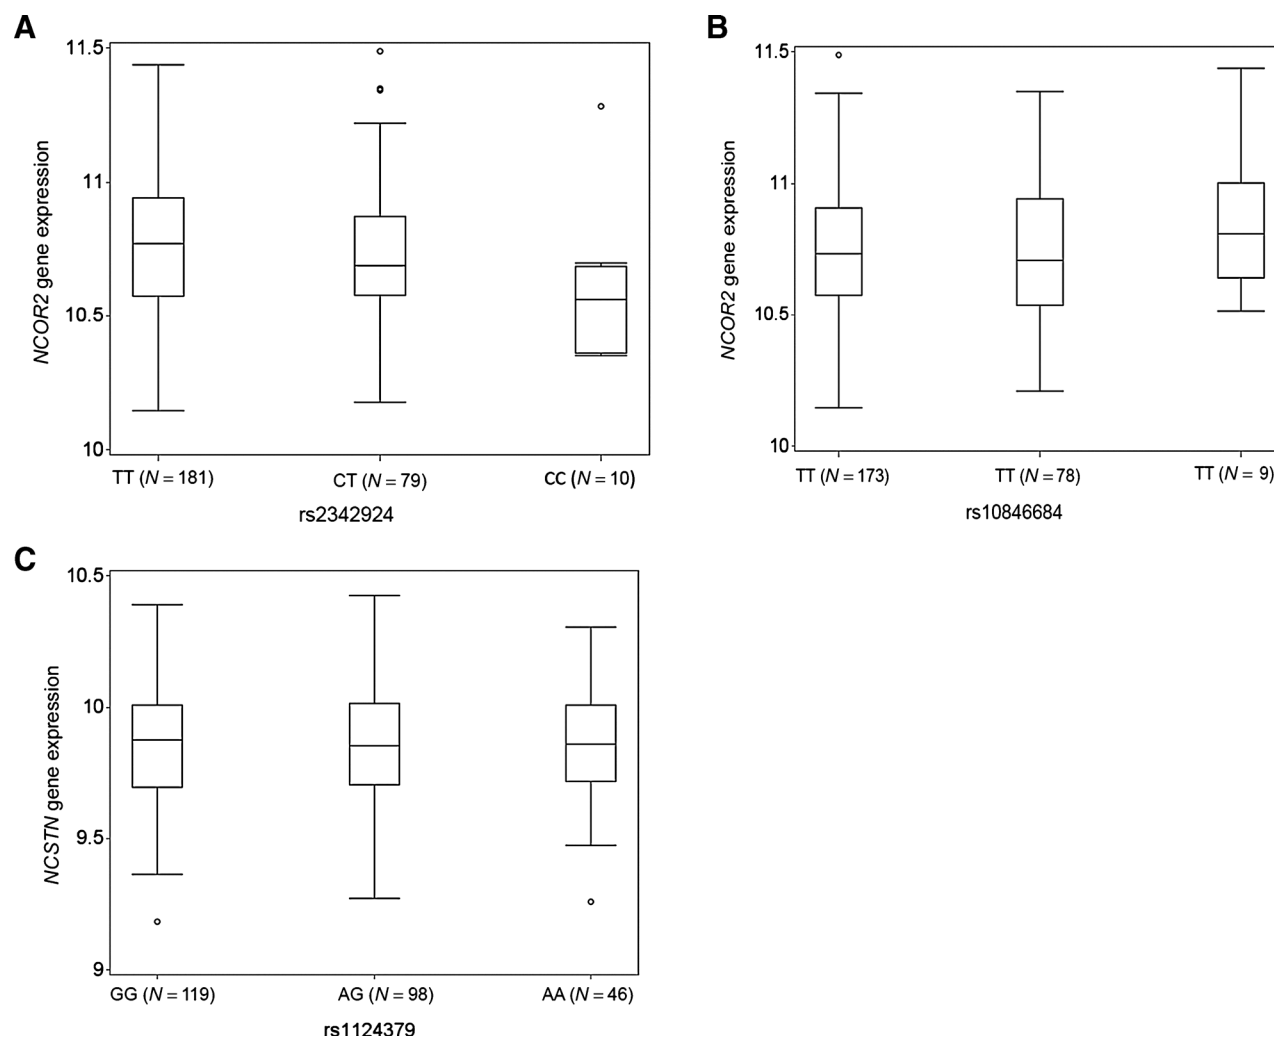 A
NCOR2 gene expression
11.5
11
10.5
10
TT (N = 181)
CT (N = 79)
CC (N = 10)
rs2342924
B
NCOR2 gene expression
11.5
11
10.5
10
TT (N = 173)
TT (N = 78)
TT (N = 9)
rs10846684
C
NCSTN gene expression
10.5
10
9.5
9
GG (N = 119)
AG (N = 98)
AA (N = 46)
rs1124379